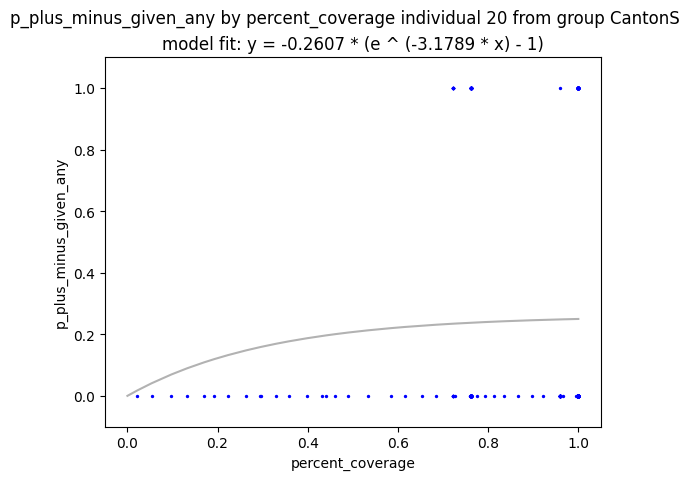 p_plus_minus_given_any by percent_coverage individual 20 from group CantonS
model fit: y = -0.2607 * (e ^ (-3.1789 * x) - 1)
1.0
0.8
0.6
0.4
0.2
0.0
p_plus_minus_given_any
0.0 0.2 0.4 0.6 0.8 1.0
percent_coverage